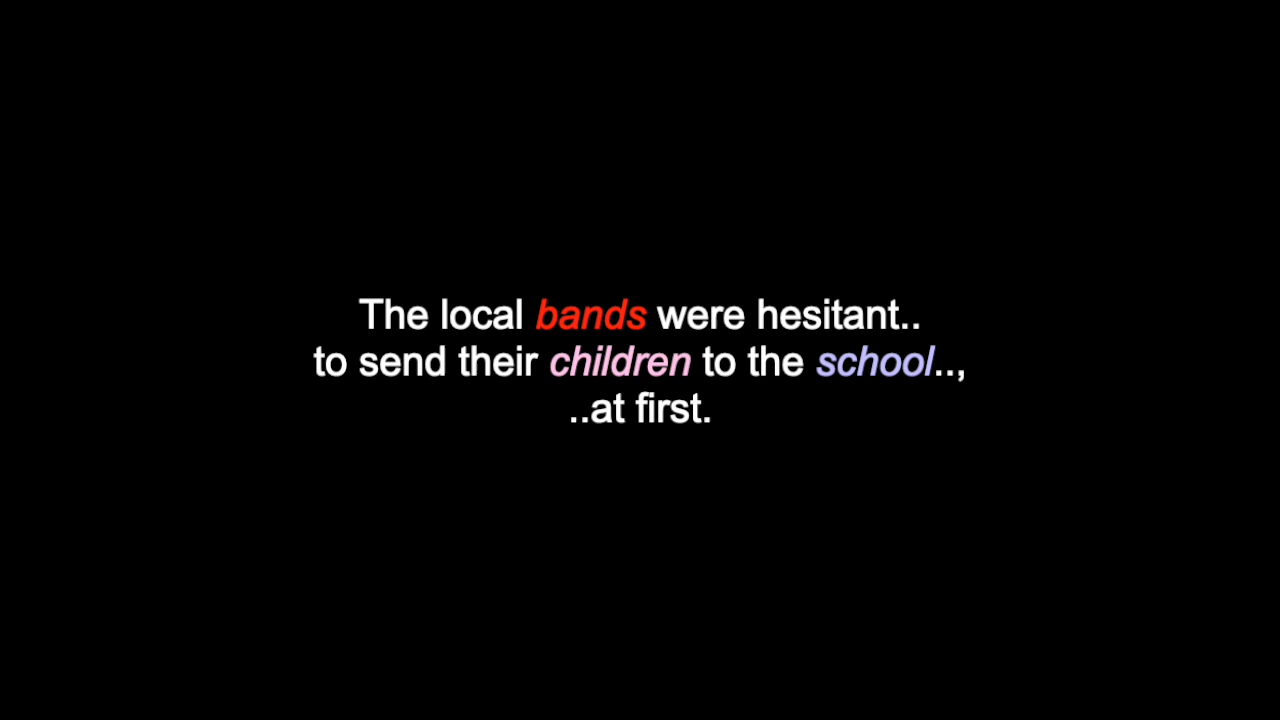 The local bands were hesitant..
to send their children to the school..,
..at first.